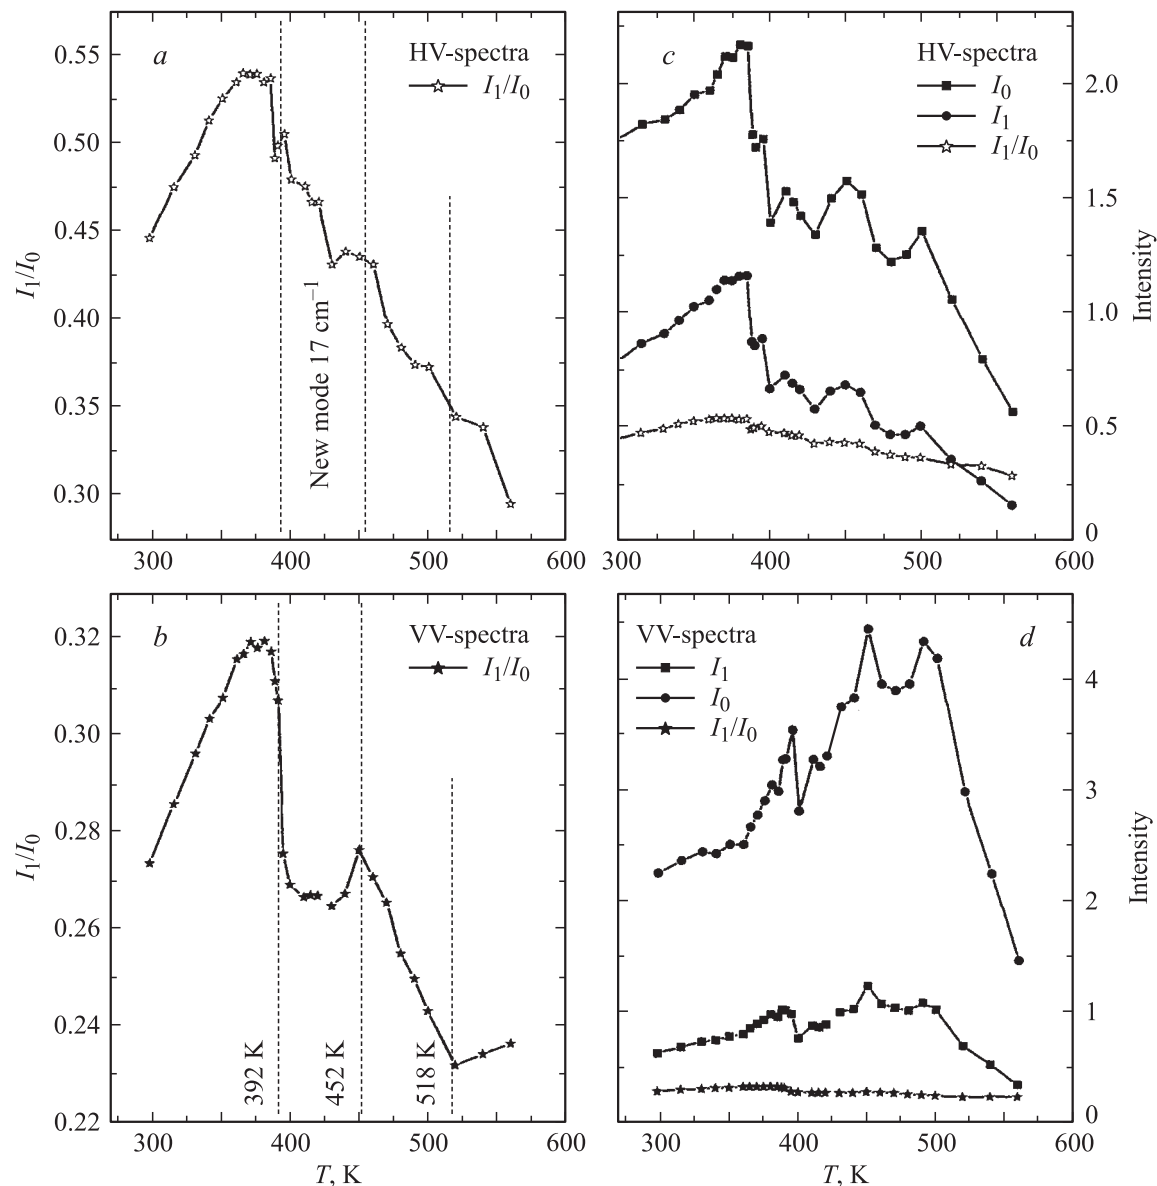 a
HV-spectra
I₁/I₀
0.55
0.50
0.45
0.40
0.35
0.30
I₁/I₀
New mode 17 cm⁻¹
300
400
500
600
c
HV-spectra
I₀
I₁
I₁/I₀
2.0
1.5
1.0
0.5
0
Intensity
300
400
500
600
b
VV-spectra
I₁/I₀
0.32
0.30
0.28
0.26
0.24
0.22
I₁/I₀
392 K
452 K
518 K
300
400
500
600
T, K
VV-spectra
d
I₁
I₀
I₁/I₀
4
3
2
1
0
Intensity
300
400
500
600
T, K